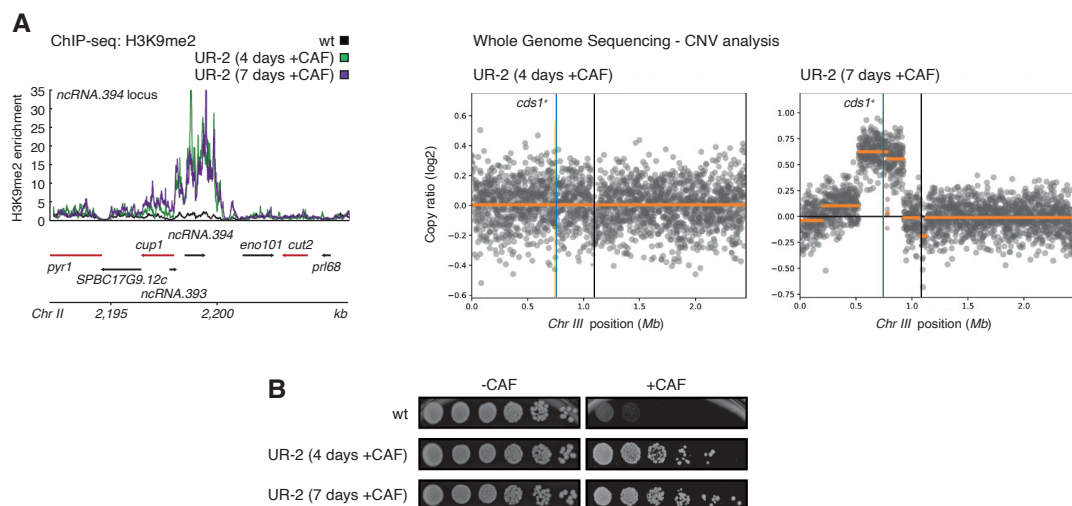 A
ChIP-seq: H3K9me2
wt
UR-2 (4 days +CAF)
UR-2 (7 days +CAF)
ncRNA.394 locus
H3K9me2 enrichment
35
30
25
20
15
10
5
0
ncRNA.394
cup1 eno101 cut2
pyr1 prl68
SPBC17G9.12c
ncRNA.393
Chr II 2,195 2,200 kb
Whole Genome Sequencing - CNV analysis
UR-2 (4 days +CAF)
cds1+
Copy ratio (log2)
0.6
0.4
0.2
0.0
−0.2
−0.4
−0.6
0.0 0.5 1.0 1.5 2.0
Chr III position (Mb)
UR-2 (7 days +CAF)
cds1+
1.00
0.75
0.50
0.25
0.00
−0.25
−0.50
−0.75
0.0 0.5 1.0 1.5 2.0
Chr III position (Mb)
B
-CAF +CAF
wt
UR-2 (4 days +CAF)
UR-2 (7 days +CAF)